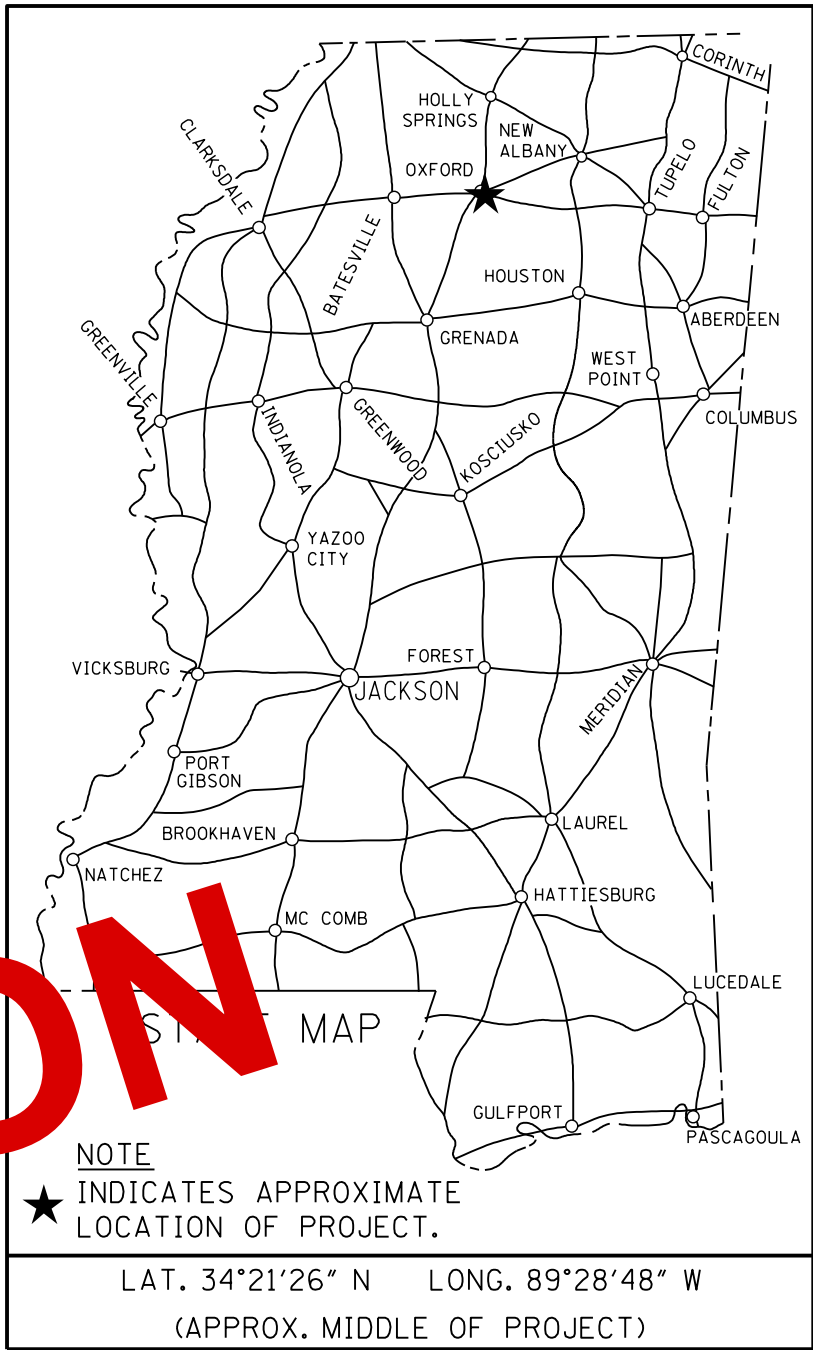 CORINTH
HOLLY
SPRINGS
NEW
ALBANY
CLARKSDALE
OXFORD
TUPELO
FULTON
BATESVILLE
HOUSTON
GREENVILLE
GRENADA
ABERDEEN
WEST
POINT
COLUMBUS
INDIANOLA
GREENWOOD
KOSCIUSKO
YAZOO
CITY
VICKSBURG
FOREST
JACKSON
MERIDIAN
PORT
GIBSON
BROOKHAVEN
LAUREL
NATCHEZ
HATTIESBURG
MC COMB
LUCEDALE
ON
STATE MAP
GULFPORT
PASCAGOULA
NOTE
INDICATES APPROXIMATE
LOCATION OF PROJECT.
LAT. 34°21'26" N LONG. 89°28'48" W
(APPROX. MIDDLE OF PROJECT)